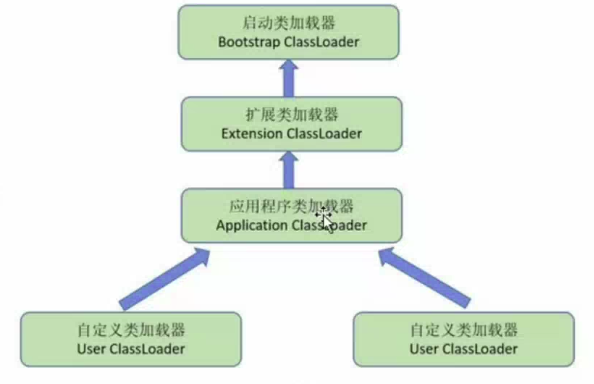 启动类加载器
Bootstrap ClassLoader
扩展类加载器
Extension ClassLoader
应用程序类加载器
Application ClassLoader
自定义类加载器
User ClassLoader
自定义类加载器
User ClassLoader